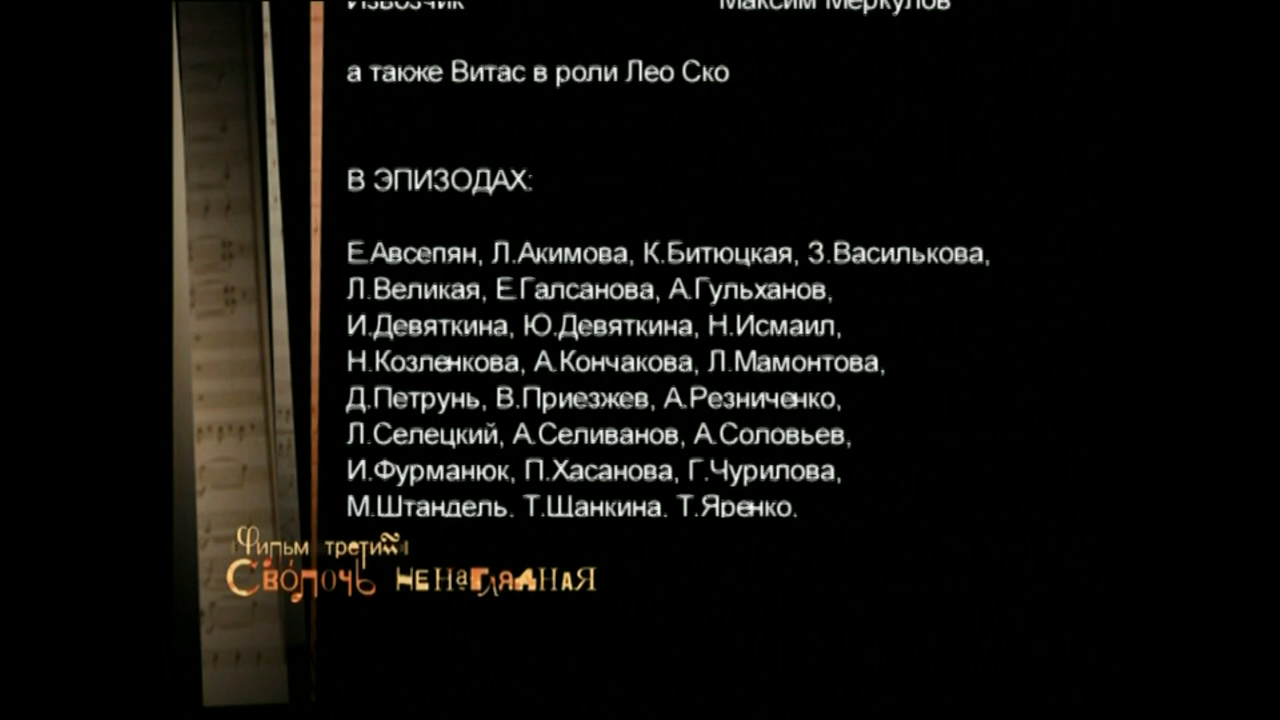 Извозчик Максим Меркулов
а также Витас в роли Лео Ско
В ЭПИЗОДАХ:
Е.Авсепян, Л.Акимова, К.Битюцкая, З.Василькова,
Л.Великая, Е.Галсанова, А.Гульханов,
И.Девяткина, Ю.Девяткина, Н.Исмаил,
Н.Козленкова, А.Кончакова, Л.Мамонтова,
Д.Петрунь, В.Приезжев, А.Резниченко,
Л.Селецкий, А.Селиванов, А.Соловьев,
И.Фурманюк, П.Хасанова, Г.Чурилова,
М.Штандель, Т.Щанкина, Т.Яренко,
Фильм третий
Сволочь ненаглядная